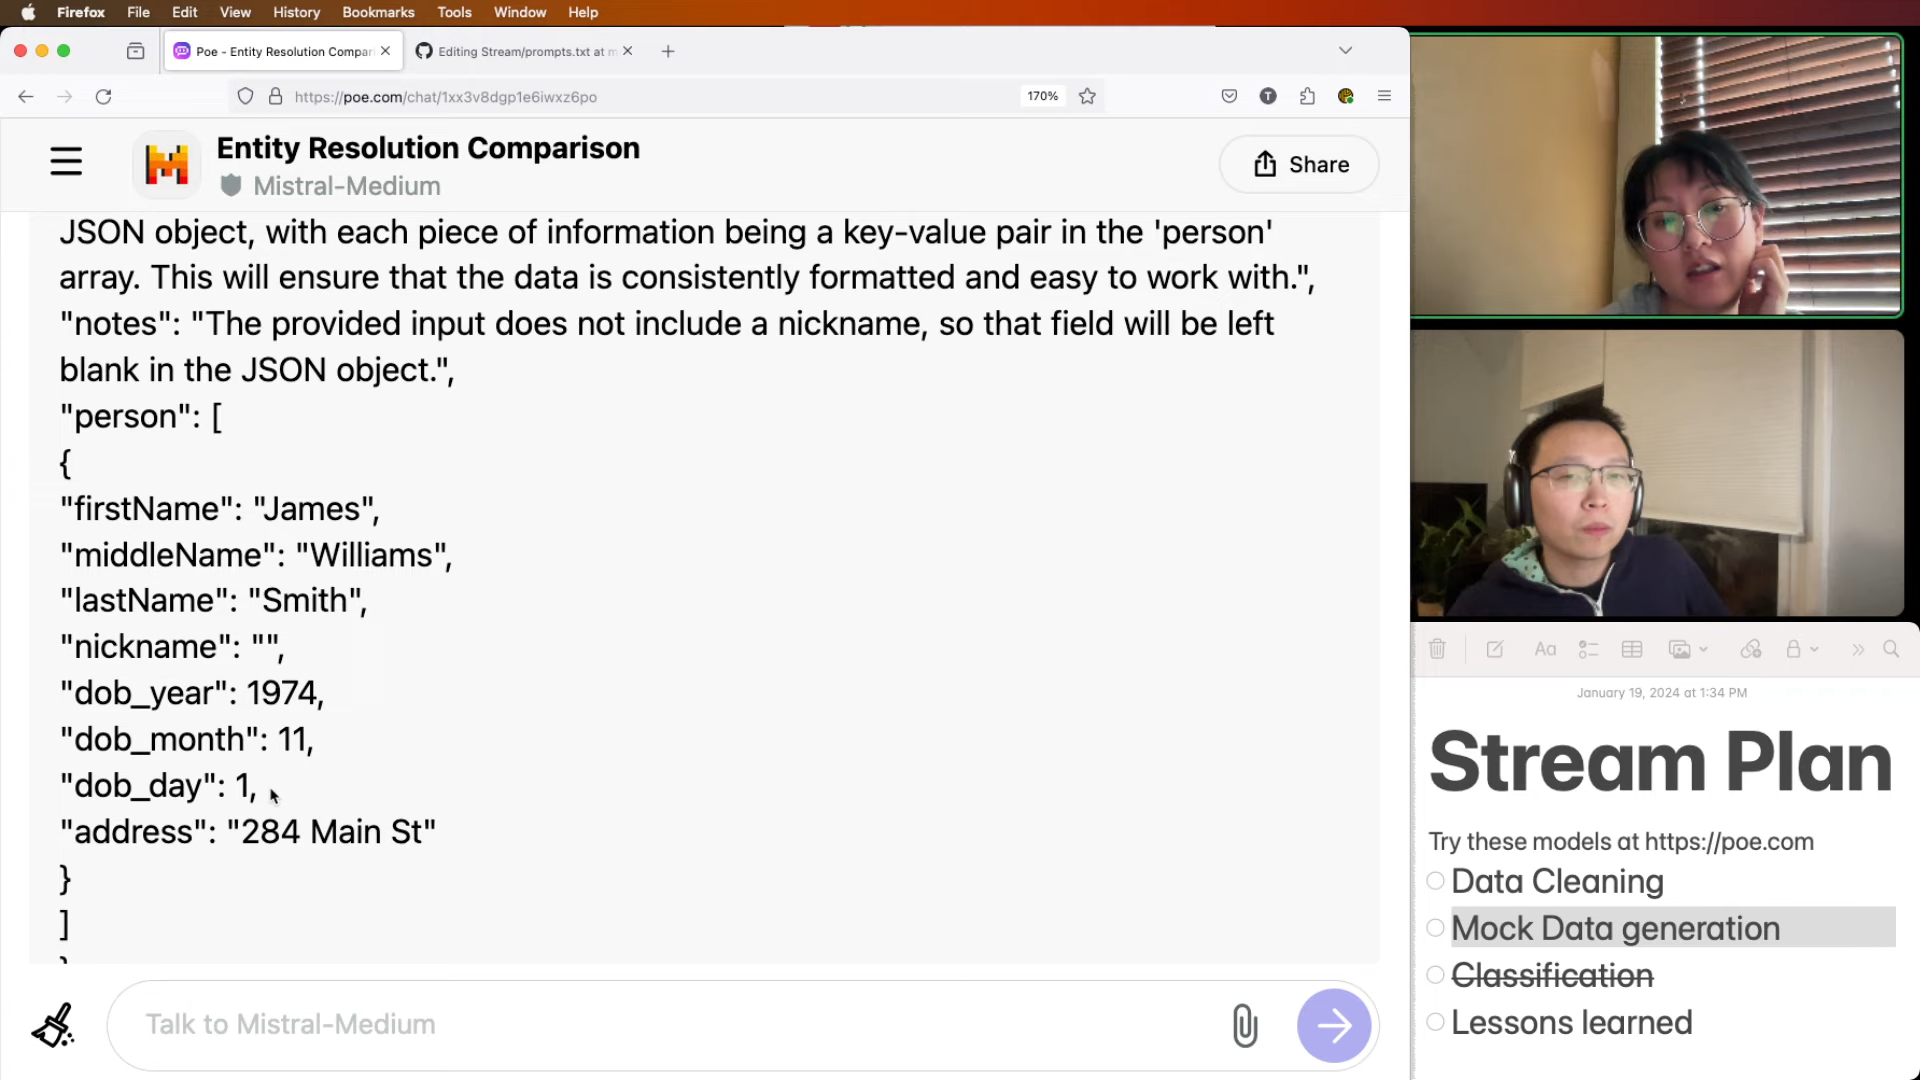 Firefox File Edit View History Bookmarks Tools Window Help
Poe - Entity Resolution Compar
Editing Stream/prompts.txt at m
https://poe.com/chat/1xx3v8dgp1e6iwxz6po
170%
T
Entity Resolution Comparison
Mistral-Medium
Share
JSON object, with each piece of information being a key-value pair in the 'person'
array. This will ensure that the data is consistently formatted and easy to work with.",
"notes": "The provided input does not include a nickname, so that field will be left
blank in the JSON object.",
"person": [
{
"firstName": "James",
"middleName": "Williams",
"lastName": "Smith",
"nickname": "",
"dob_year": 1974,
"dob_month": 11,
"dob_day": 1,
"address": "284 Main St"
}
]
Talk to Mistral-Medium
Aa
January 19, 2024 at 1:34 PM
Stream Plan
Try these models at https://poe.com
Data Cleaning
Mock Data generation
Classification
Lessons learned